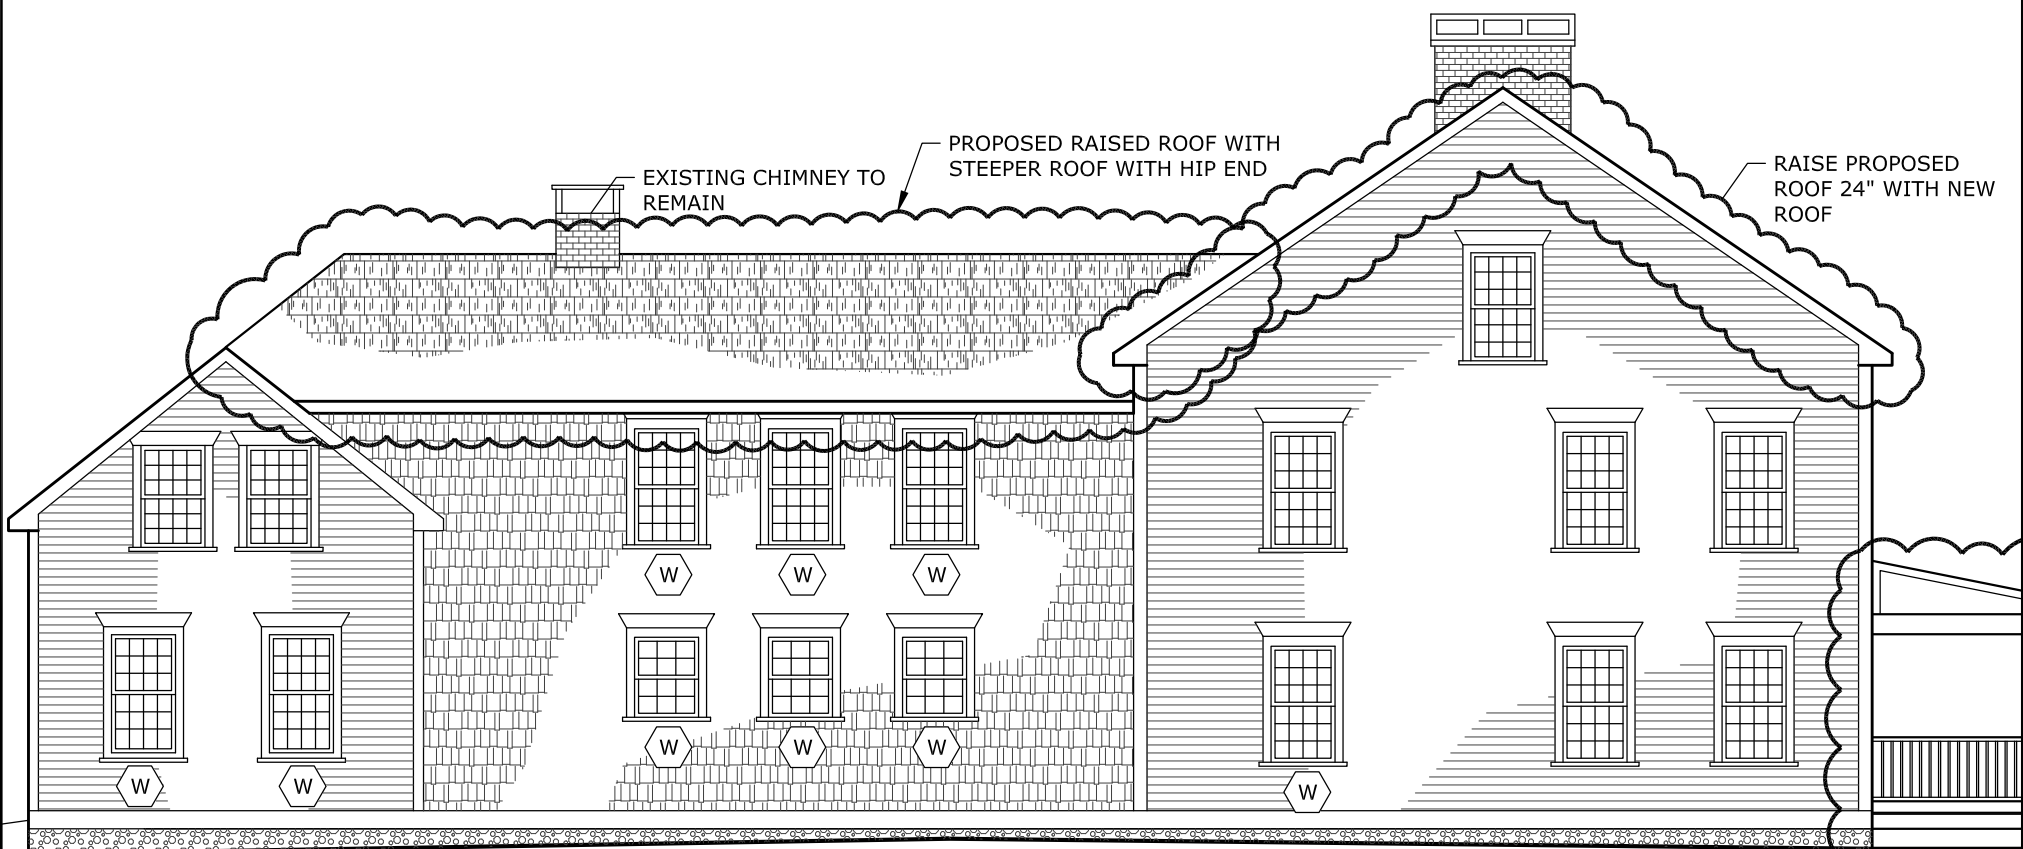 PROPOSED RAISED ROOF WITH
STEEPER ROOF WITH HIP END
EXISTING CHIMNEY TO
REMAIN
RAISE PROPOSED
ROOF 24" WITH NEW
ROOF
W
W
W
W
W
W
W
W
W